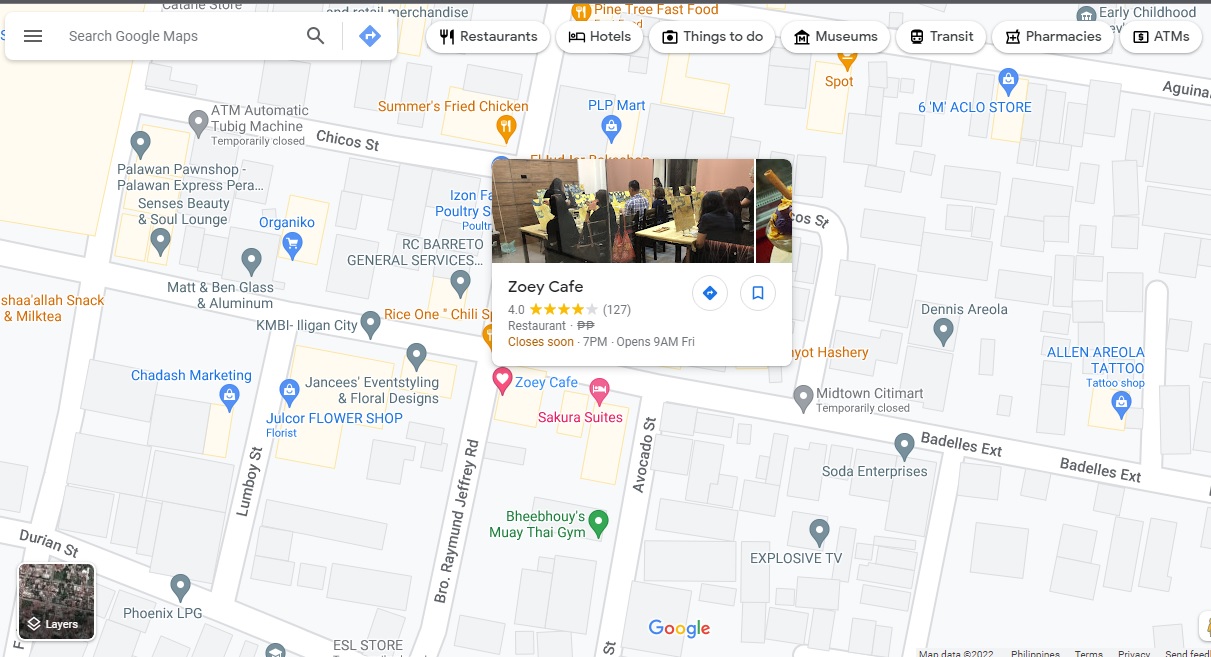 Catane Store
and retail merchandise
Pine Tree Fast Food
Early Childhood
Search Google Maps
Restaurants
Hotels
Things to do
Museums
Transit
Pharmacies
ATMs
Spot
Aguina
6 'M' ACLO STORE
Summer's Fried Chicken
PLP Mart
ATM Automatic
Tubig Machine
Temporarily closed
Chicos St
Palawan Pawnshop -
Palawan Express Pera...
Senses Beauty
& Soul Lounge
Organiko
Izon Fa
Poultry S
Poultr
cos St
RC BARRETO
GENERAL SERVICES...
Matt & Ben Glass
& Aluminum
shaa'allah Snack
& Milktea
KMBI- Iligan City
Rice One " Chili Sp
Zoey Cafe
4.0 (127)
Restaurant · ₱₱
Closes soon · 7PM · Opens 9AM Fri
Dennis Areola
yot Hashery
ALLEN AREOLA
TATTOO
Tattoo shop
Chadash Marketing
Jancees' Eventstyling
& Floral Designs
Zoey Cafe
Sakura Suites
Midtown Citimart
Temporarily closed
Julcor FLOWER SHOP
Florist
Lumboy St
Bro. Raymund Jeffrey Rd
Avocado St
Badelles Ext
Badelles Ext
Soda Enterprises
Bheebhouy's
Muay Thai Gym
EXPLOSIVE TV
Durian St
Phoenix LPG
Layers
ESL STORE
Google
St
Map data ©2022 Philippines Terms Privacy Send feed